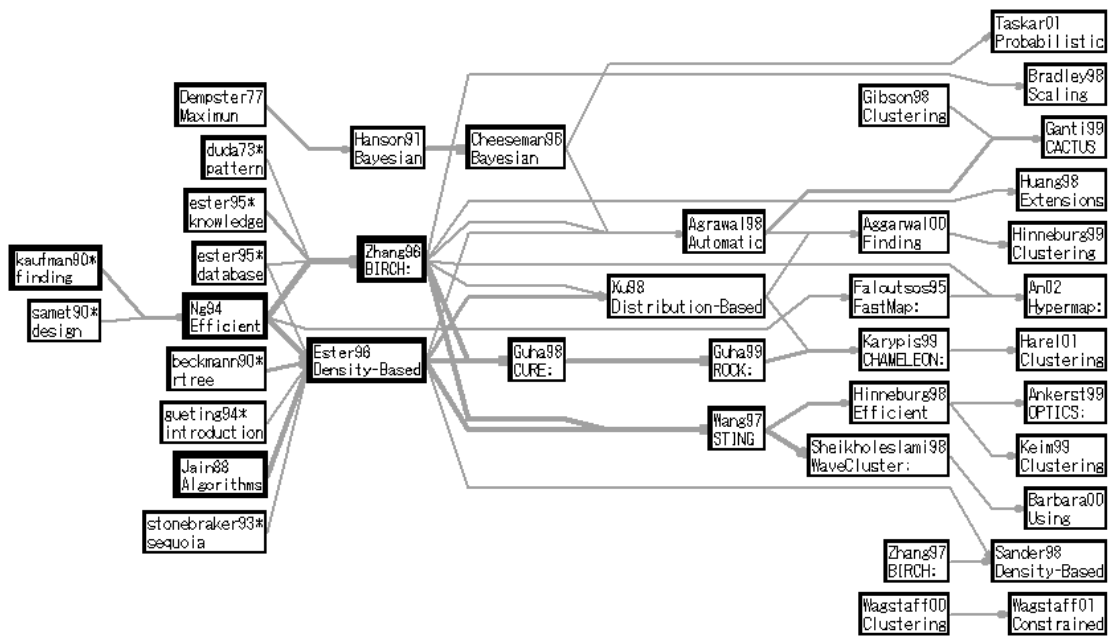 Taskar01
Probabilistic
Bradley98
Scaling
Dempster77
Maximun
Gibson98
Clustering
Ganti99
CACTUS
Hanson91
Bayesian
Cheeseman96
Bayesian
duda73*
pattern
Huang98
Extensions
ester95*
knowledge
Agrawal98
Automatic
Aggarwal00
Finding
Hinneburg99
Clustering
kaufman90*
finding
ester95*
database
Zhang96
BIRCH:
Xu98
Distribution-Based
Faloutsos95
FastMap:
An02
Hypermap:
samet90*
design
Ng94
Efficient
Ester96
Density-Based
Guha98
CURE:
Guha99
ROCK:
Karypis99
CHAMELEON:
Harel01
Clustering
beckmann90*
rtree
Hinneburg98
Efficient
Ankerst99
OPTICS:
gueting94*
introduction
Wang97
STING
Sheikholeslami98
WaveCluster:
Keim99
Clustering
Jain88
Algorithms
Barbara00
Using
stonebraker93*
sequoia
Zhang97
BIRCH:
Sander98
Density-Based
Wagstaff00
Clustering
Wagstaff01
Constrained